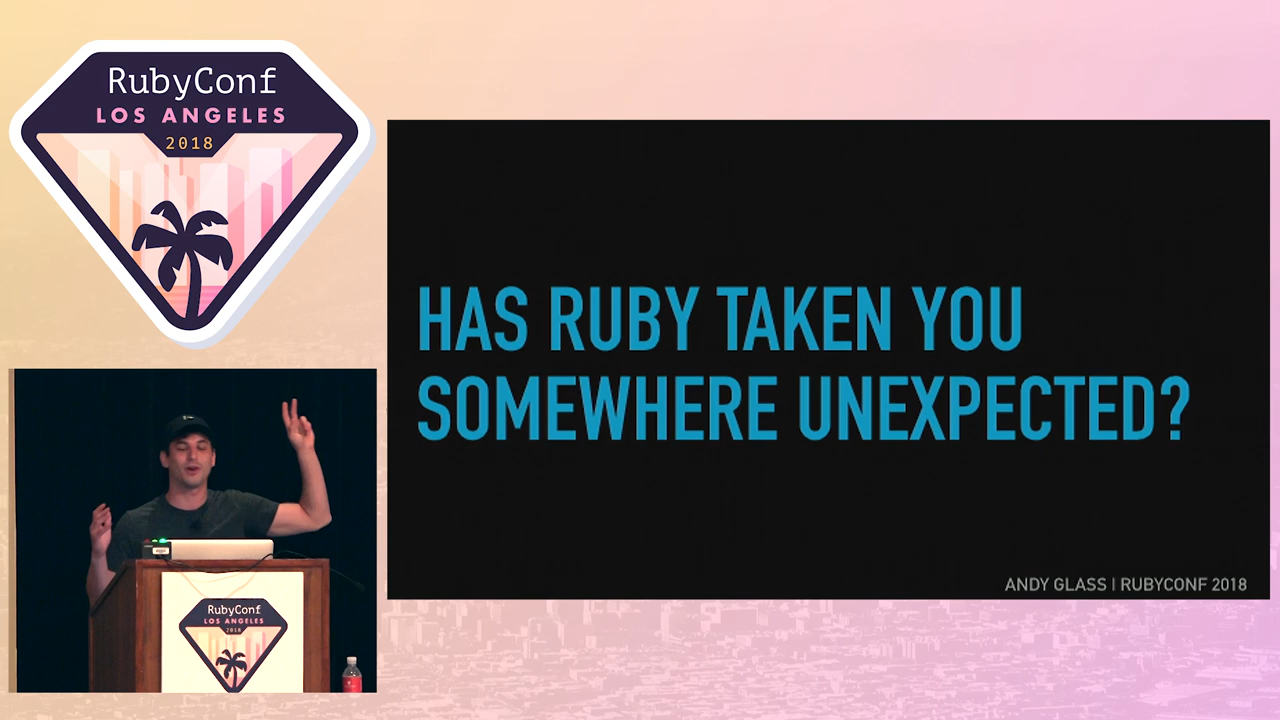 RubyConf
LOS ANGELES
2018
HAS RUBY TAKEN YOU
SOMEWHERE UNEXPECTED?
ANDY GLASS | RUBYCONF 2018
RubyConf
LOS ANGELES
2018